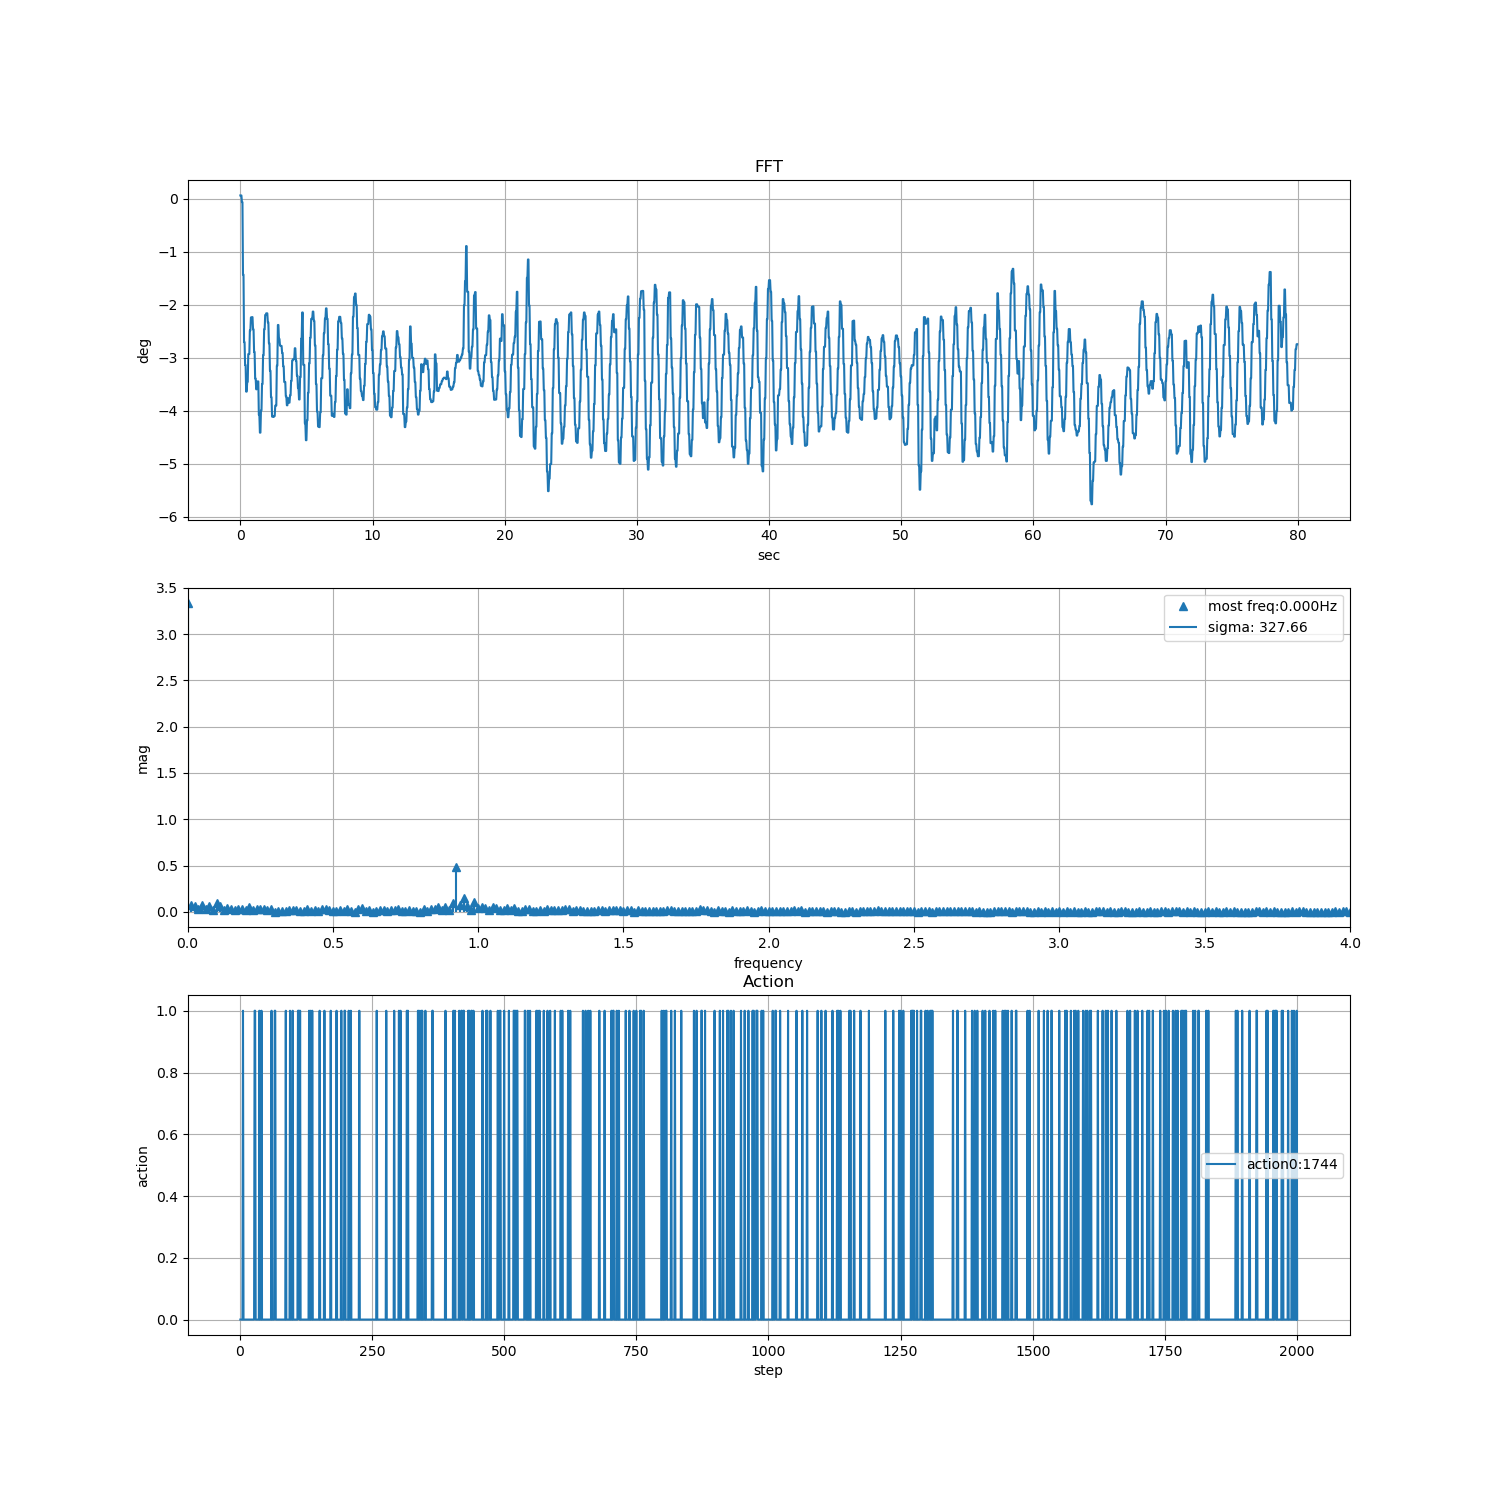 FFT
0
−1
−2
−3
−4
−5
−6
deg
0 10 20 30 40 50 60 70 80
sec
3.5
3.0
2.5
2.0
1.5
1.0
0.5
0.0
mag
most freq:0.000Hz
sigma: 327.66
0.0 0.5 1.0 1.5 2.0 2.5 3.0 3.5 4.0
frequency
Action
1.0
0.8
0.6
0.4
0.2
0.0
action
action0:1744
0 250 500 750 1000 1250 1500 1750 2000
step